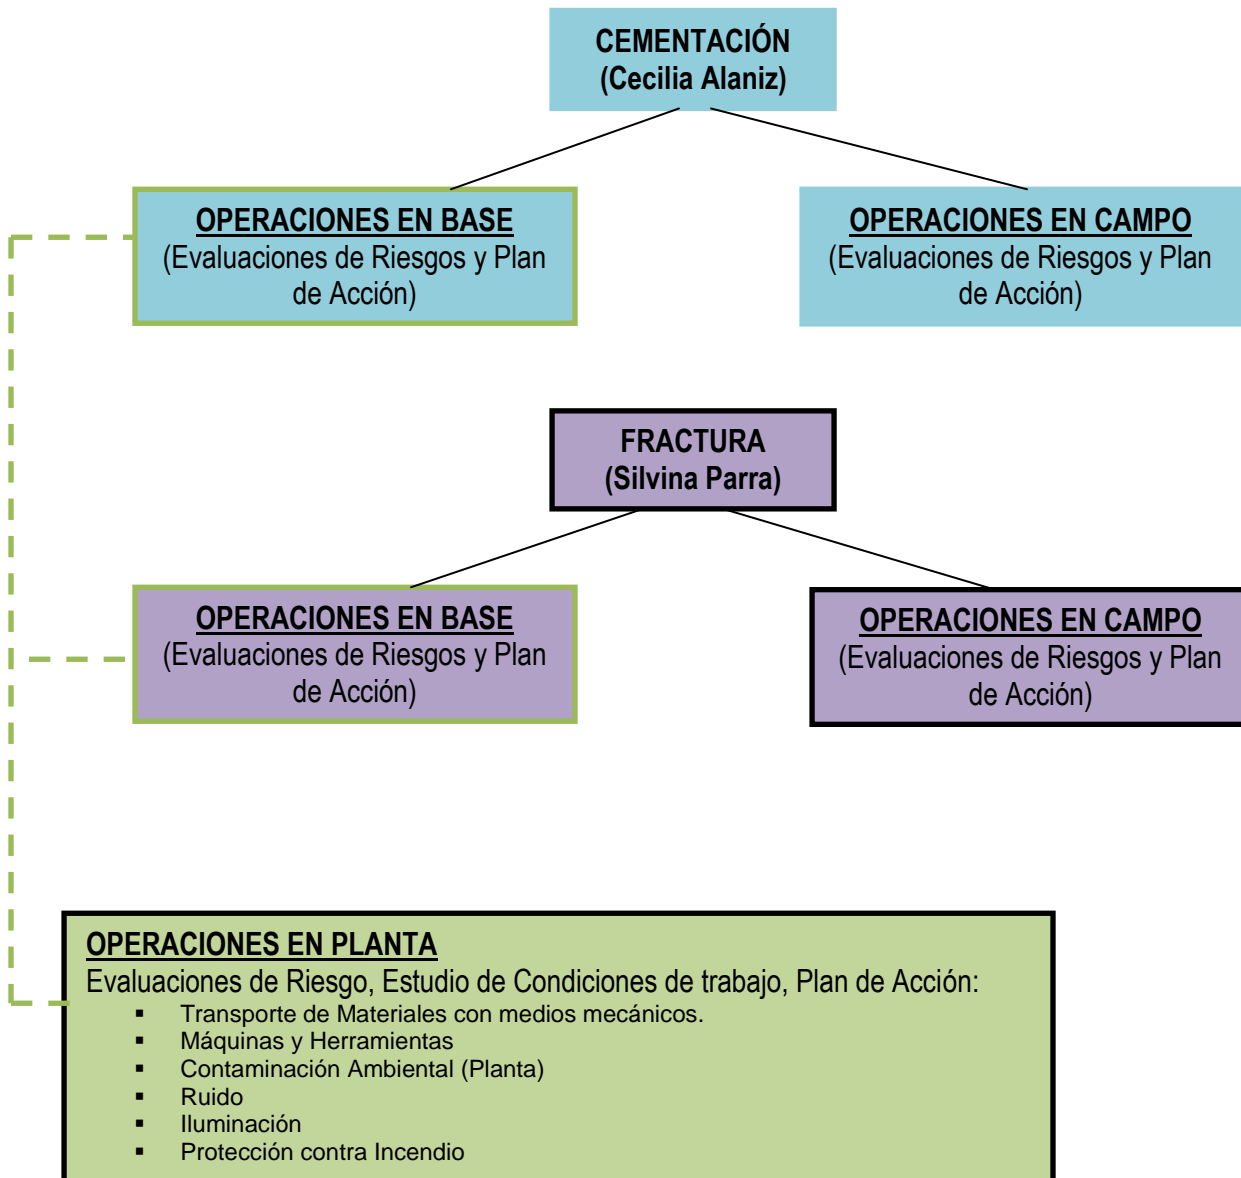 CEMENTACIÓN
(Cecilia Alaniz)
OPERACIONES EN BASE
(Evaluaciones de Riesgos y Plan
de Acción)
OPERACIONES EN CAMPO
(Evaluaciones de Riesgos y Plan
de Acción)
FRACTURA
(Silvina Parra)
OPERACIONES EN BASE
(Evaluaciones de Riesgos y Plan
de Acción)
OPERACIONES EN CAMPO
(Evaluaciones de Riesgos y Plan
de Acción)
OPERACIONES EN PLANTA
Evaluaciones de Riesgo, Estudio de Condiciones de trabajo, Plan de Acción:
▪ Transporte de Materiales con medios mecánicos.
▪ Máquinas y Herramientas
▪ Contaminación Ambiental (Planta)
▪ Ruido
▪ Iluminación
▪ Protección contra Incendio